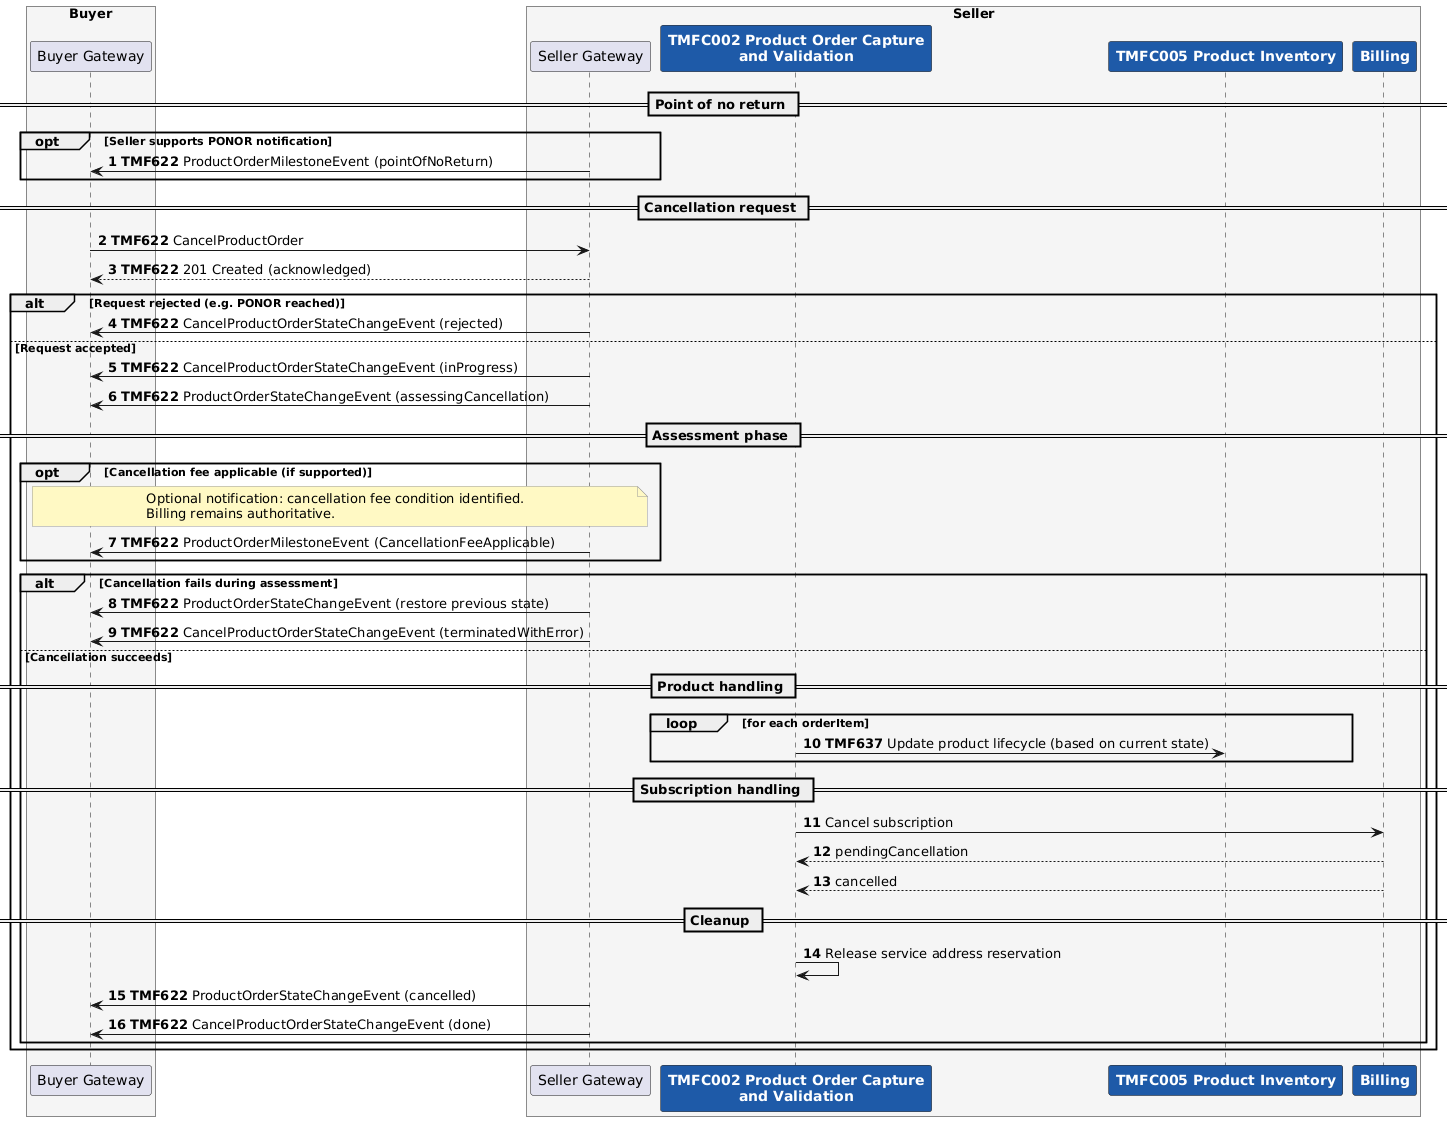 Buyer
Seller
Buyer Gateway
Seller Gateway
TMFC002 Product Order Capture
and Validation
TMFC005 Product Inventory
Billing
Point of no return
opt
[Seller supports PONOR notification]
1 TMF622 ProductOrderMilestoneEvent (pointOfNoReturn)
Cancellation request
2 TMF622 CancelProductOrder
3 TMF622 201 Created (acknowledged)
alt
[Request rejected (e.g. PONOR reached)]
4 TMF622 CancelProductOrderStateChangeEvent (rejected)
[Request accepted]
5 TMF622 CancelProductOrderStateChangeEvent (inProgress)
6 TMF622 ProductOrderStateChangeEvent (assessingCancellation)
Assessment phase
opt
[Cancellation fee applicable (if supported)]
Optional notification: cancellation fee condition identified.
Billing remains authoritative.
7 TMF622 ProductOrderMilestoneEvent (CancellationFeeApplicable)
alt
[Cancellation fails during assessment]
8 TMF622 ProductOrderStateChangeEvent (restore previous state)
9 TMF622 CancelProductOrderStateChangeEvent (terminatedWithError)
[Cancellation succeeds]
Product handling
loop
[for each orderItem]
10 TMF637 Update product lifecycle (based on current state)
Subscription handling
11 Cancel subscription
12 pendingCancellation
13 cancelled
Cleanup
14 Release service address reservation
15 TMF622 ProductOrderStateChangeEvent (cancelled)
16 TMF622 CancelProductOrderStateChangeEvent (done)
Buyer Gateway
Seller Gateway
TMFC002 Product Order Capture
and Validation
TMFC005 Product Inventory
Billing